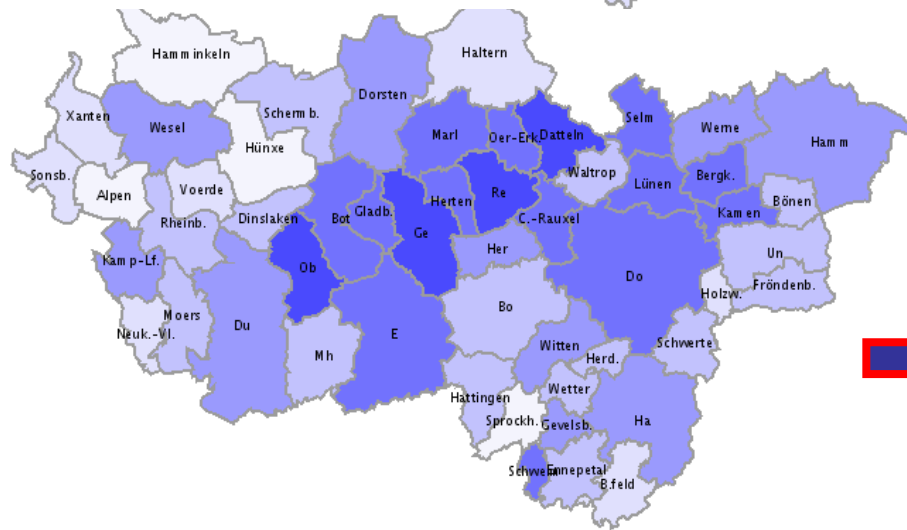 Hamminkeln
Haltern
Dorsten
Schermb.
Xanten
Wesel
Marl
Oer-Erk.
Datteln
Selm
Werne
Hamm
Hünxe
Waltrop
Sonsb.
Alpen
Voerde
Lünen
Bergk.
Bönen
Rheinb.
Dinslaken
Bot
Gladb.
Herten
Re
C.-Rauxel
Kamen
Ge
Her
Un
Kamp-Lf.
Ob
Do
Holzw.
Fröndenb.
Moers
Bo
Neuk.-Vl.
Du
Mh
E
Witten
Herd.
Schwerte
Hattingen
Wetter
Sprockh.
Gevelsb.
Ha
Schwelm
Ennepetal
B.feld